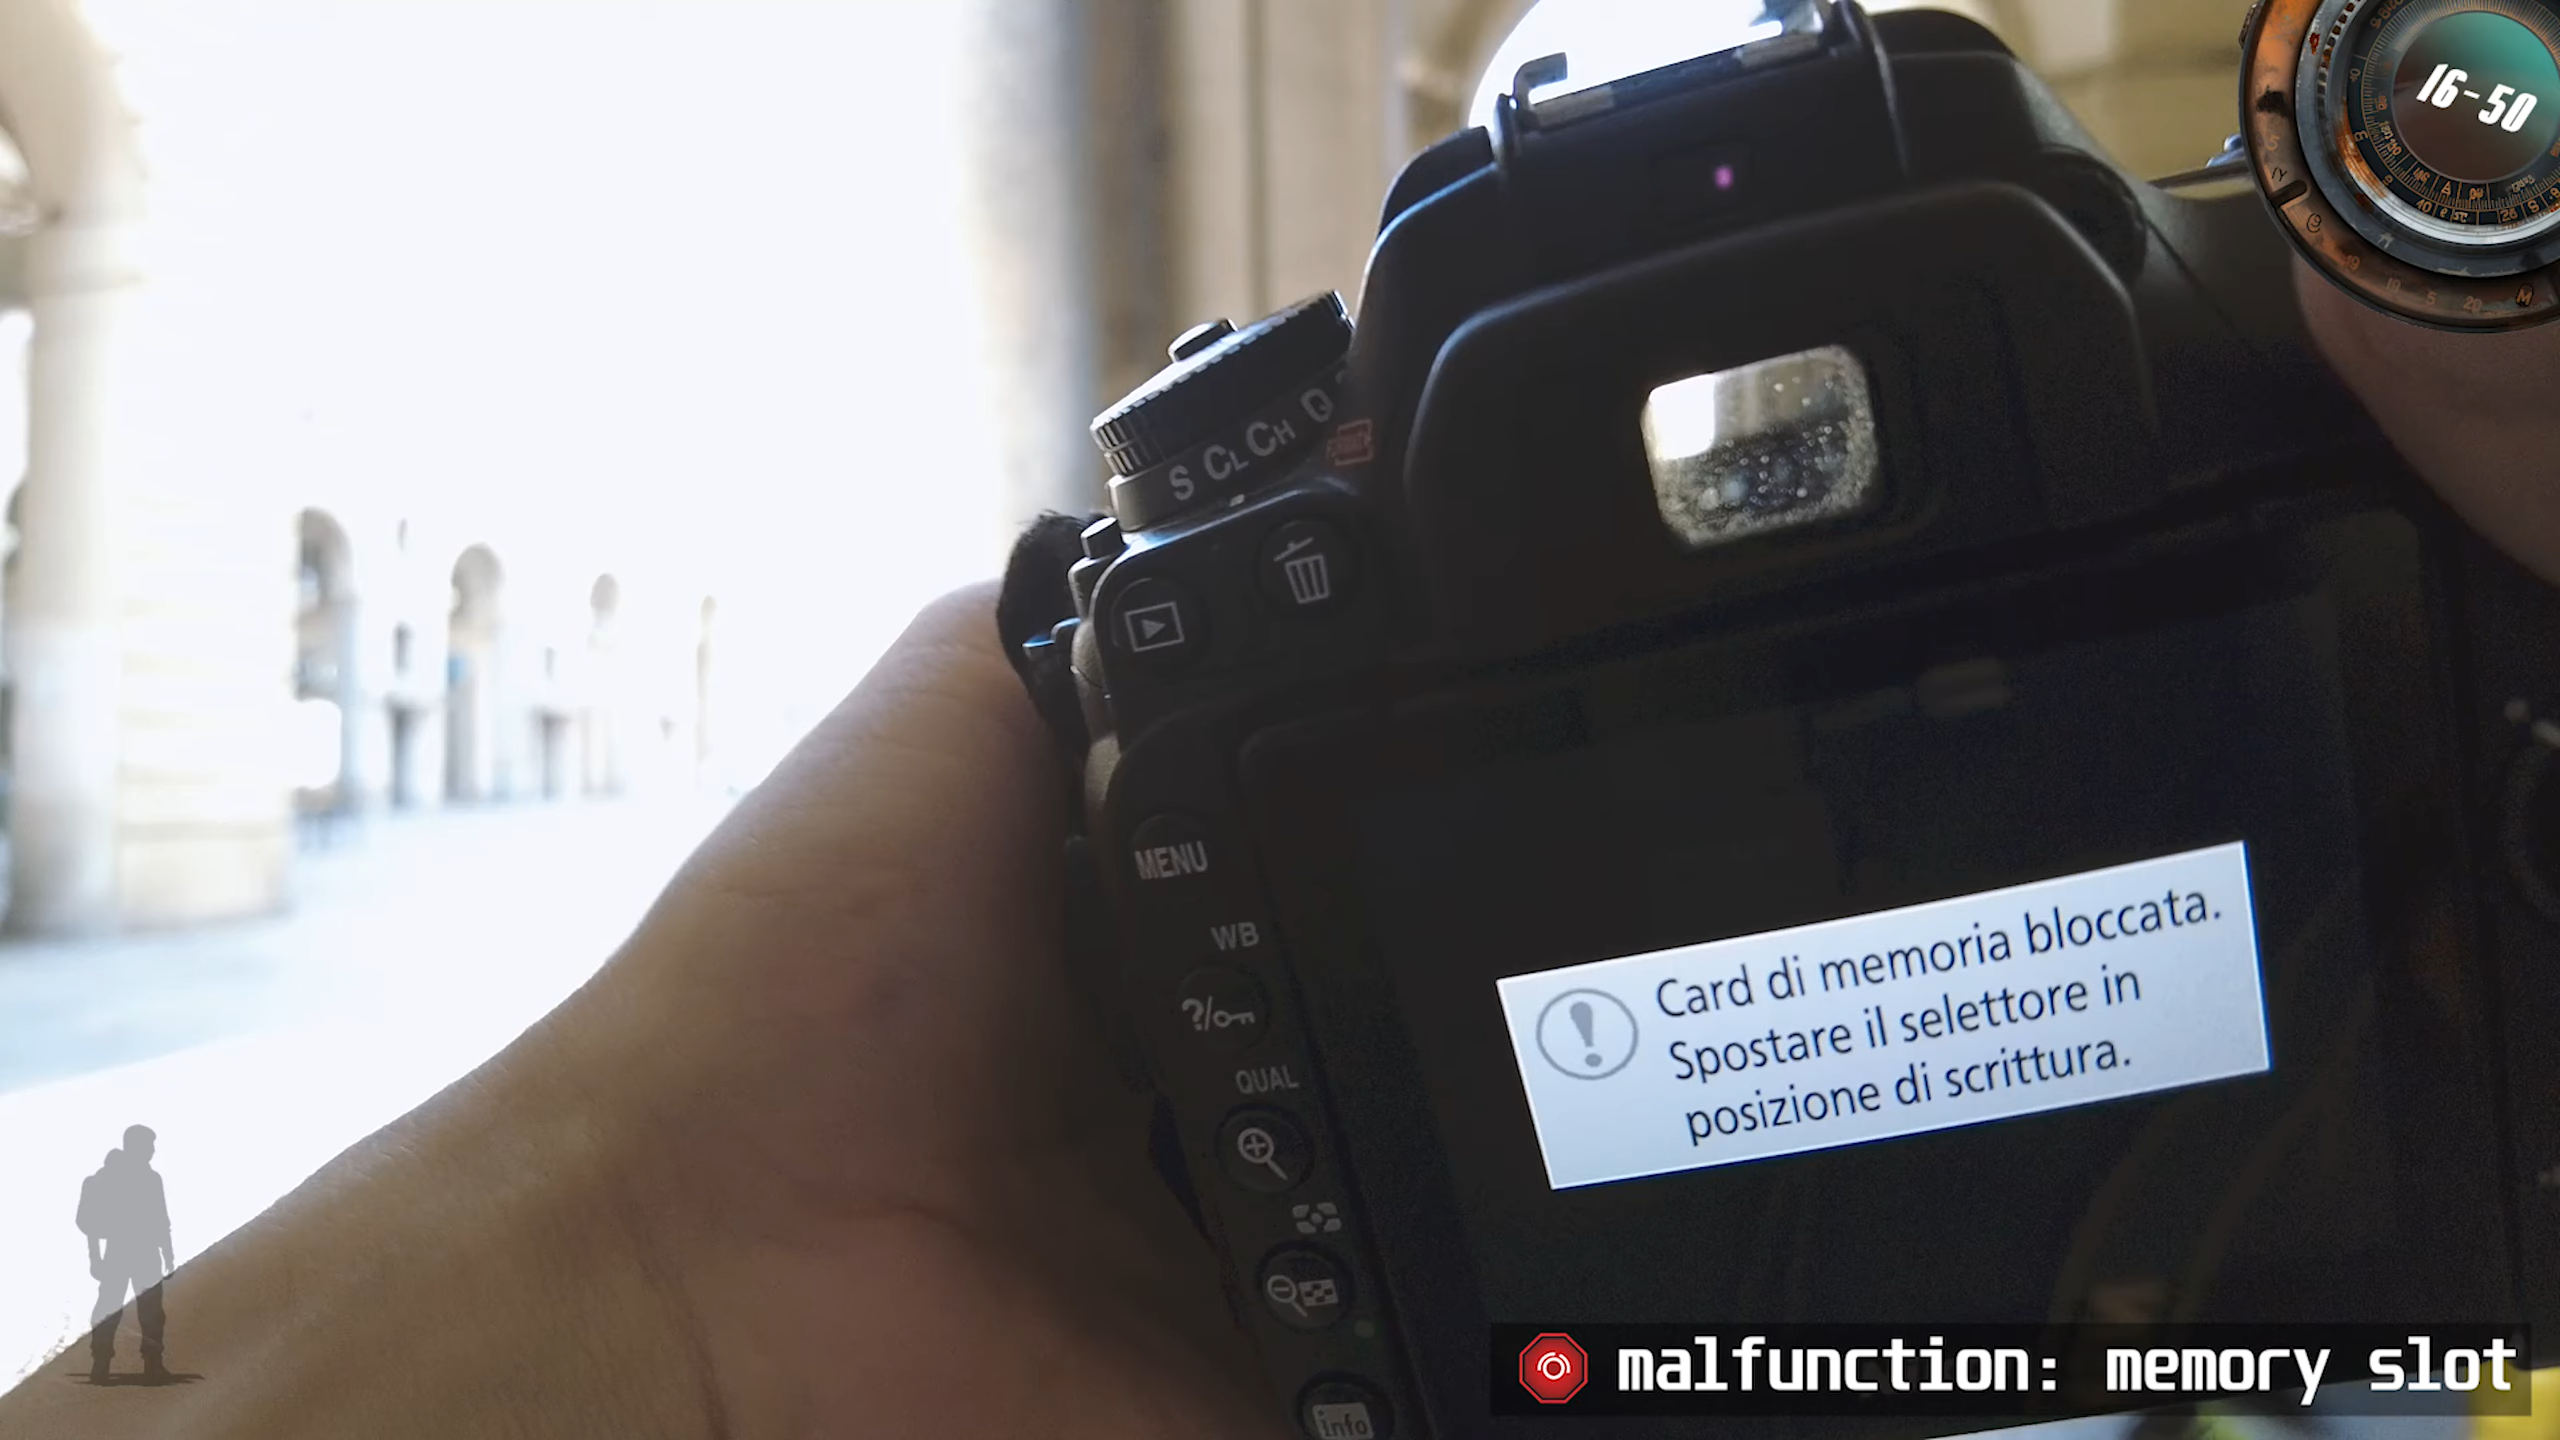 16-50
S CL CH Q
MENU
WB
?/
QUAL
info
Card di memoria bloccata.
Spostare il selettore in
posizione di scrittura.
malfunction: memory slot